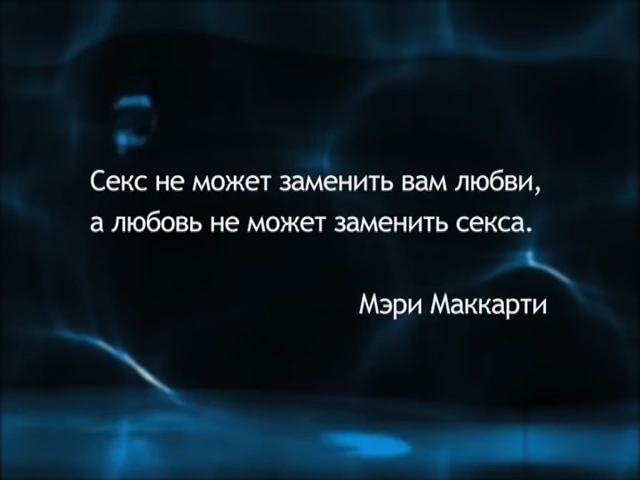 Секс не может заменить вам любви,
а любовь не может заменить секса.
Мэри Маккарти